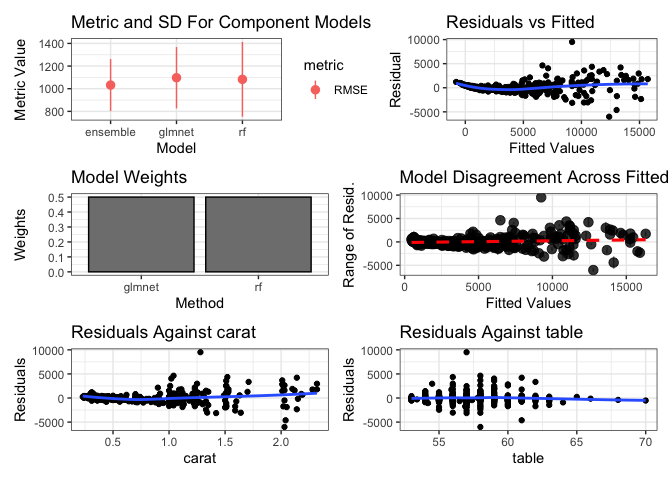 Metric and SD For Component Models
Metric Value
1400
1200
1000
800
ensemble glmnet rf
Model
metric
RMSE
Residuals vs Fitted
Residual
10000
5000
0
-5000
0 5000 10000 15000
Fitted Values
Model Weights
Weights
0.5
0.4
0.3
0.2
0.1
0.0
glmnet rf
Method
Model Disagreement Across Fitted
Range of Resid.
10000
5000
0
-5000
0 5000 10000 15000
Fitted Values
Residuals Against carat
Residuals
10000
5000
0
-5000
0.5 1.0 1.5 2.0
carat
Residuals Against table
Residuals
10000
5000
0
-5000
55 60 65 70
table